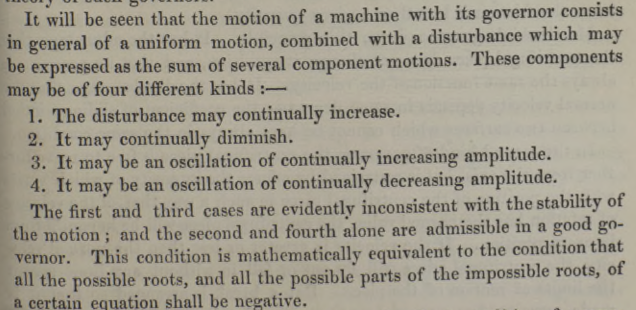 It will be seen that the motion of a machine with its governor consists
in general of a uniform motion, combined with a disturbance which may
be expressed as the sum of several component motions. These components
may be of four different kinds :—
1. The disturbance may continually increase.
2. It may continually diminish.
3. It may be an oscillation of continually increasing amplitude.
4. It may be an oscillation of continually decreasing amplitude.
The first and third cases are evidently inconsistent with the stability of
the motion ; and the second and fourth alone are admissible in a good go-
vernor. This condition is mathematically equivalent to the condition that
all the possible roots, and all the possible parts of the impossible roots, of
a certain equation shall be negative.